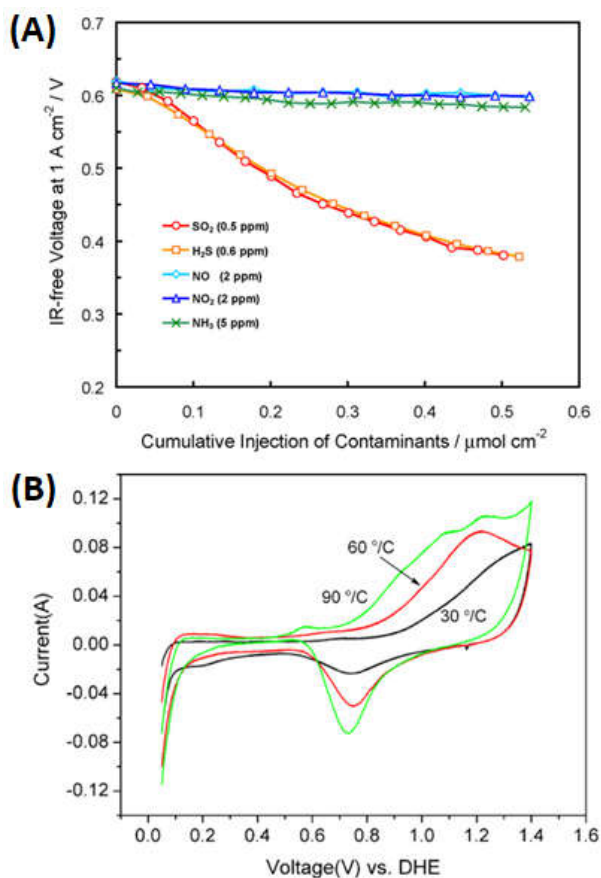 (A)
IR-free Voltage at 1 A cm⁻² / V
0.7
0.6
0.5
0.4
0.3
0.2
SO₂ (0.5 ppm)
H₂S (0.6 ppm)
NO (2 ppm)
NO₂ (2 ppm)
NH₃ (5 ppm)
0 0.1 0.2 0.3 0.4 0.5 0.6
Cumulative Injection of Contaminants / μmol cm⁻²
(B)
Current(A)
0.12
0.08
0.04
0.00
-0.04
-0.08
-0.12
60 °/C
90 °/C
30 °/C
0.0 0.2 0.4 0.6 0.8 1.0 1.2 1.4 1.6
Voltage(V) vs. DHE